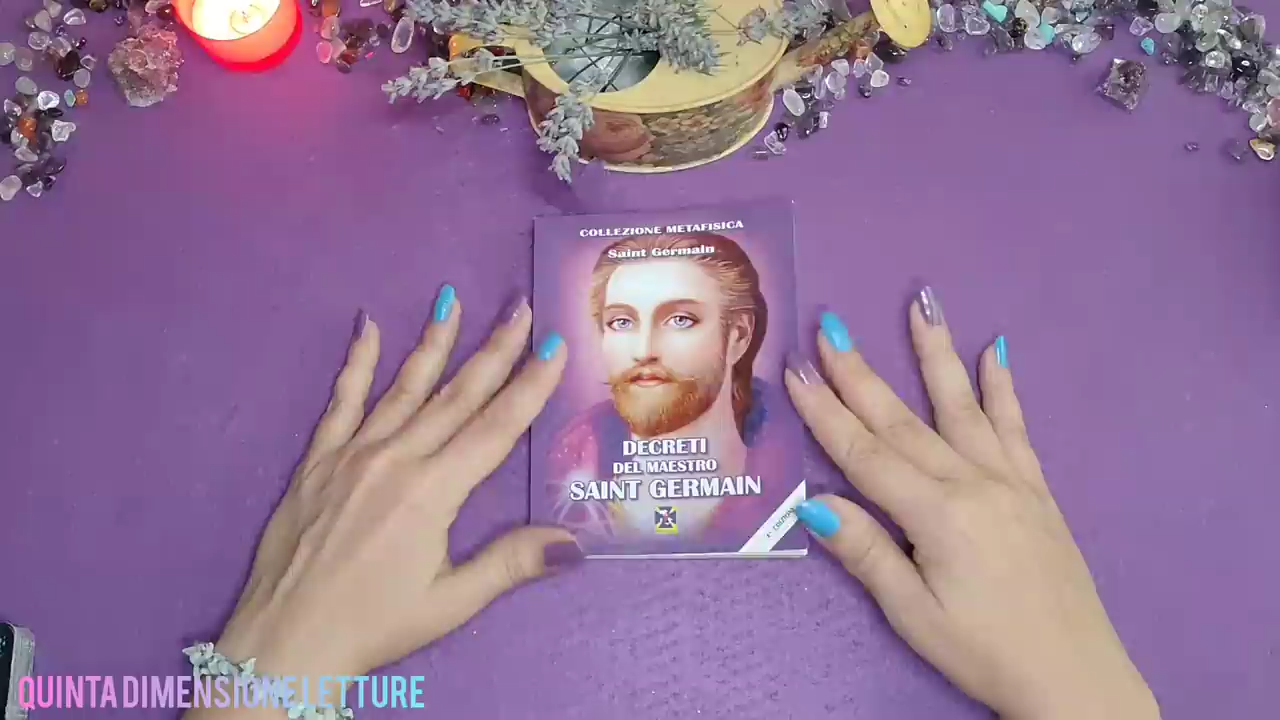 COLLEZIONE METAFISICA
Saint Germain
DECRETI
DEL MAESTRO
SAINT GERMAIN
QUINTA DIMENSIONE LETTURE